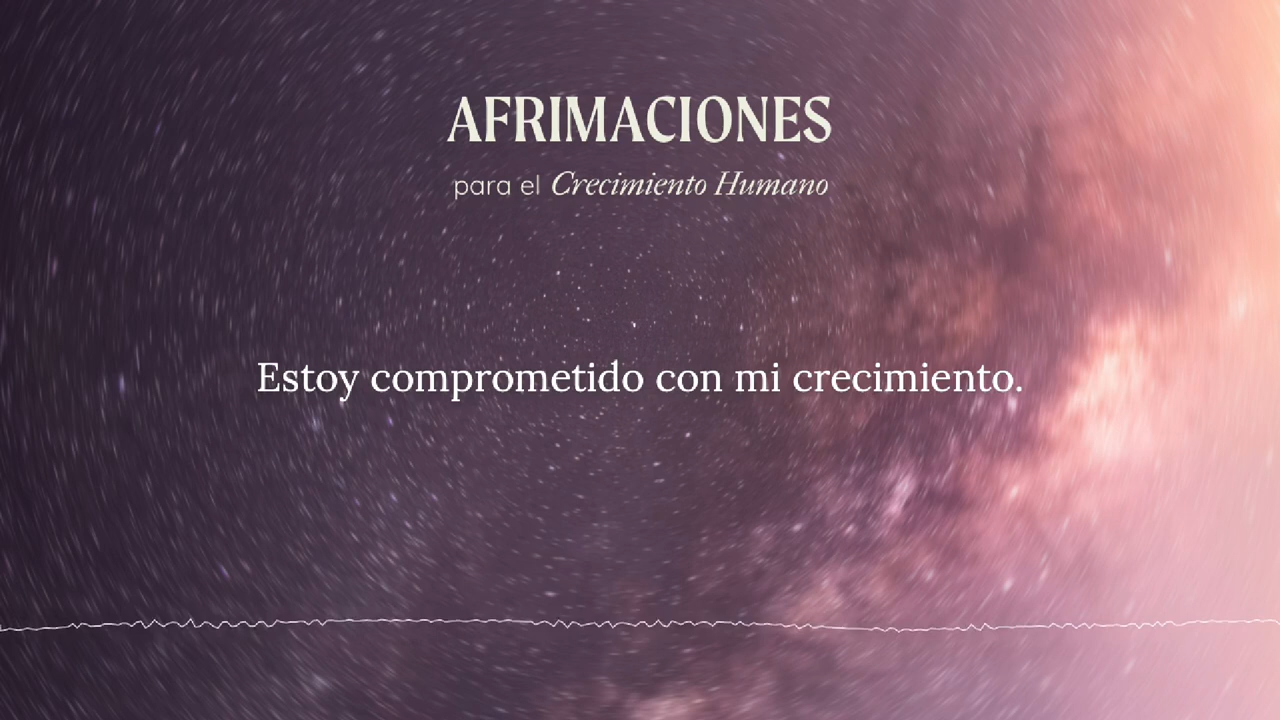 AFRIMACIONES
para el Crecimiento Humano
Estoy comprometido con mi crecimiento.